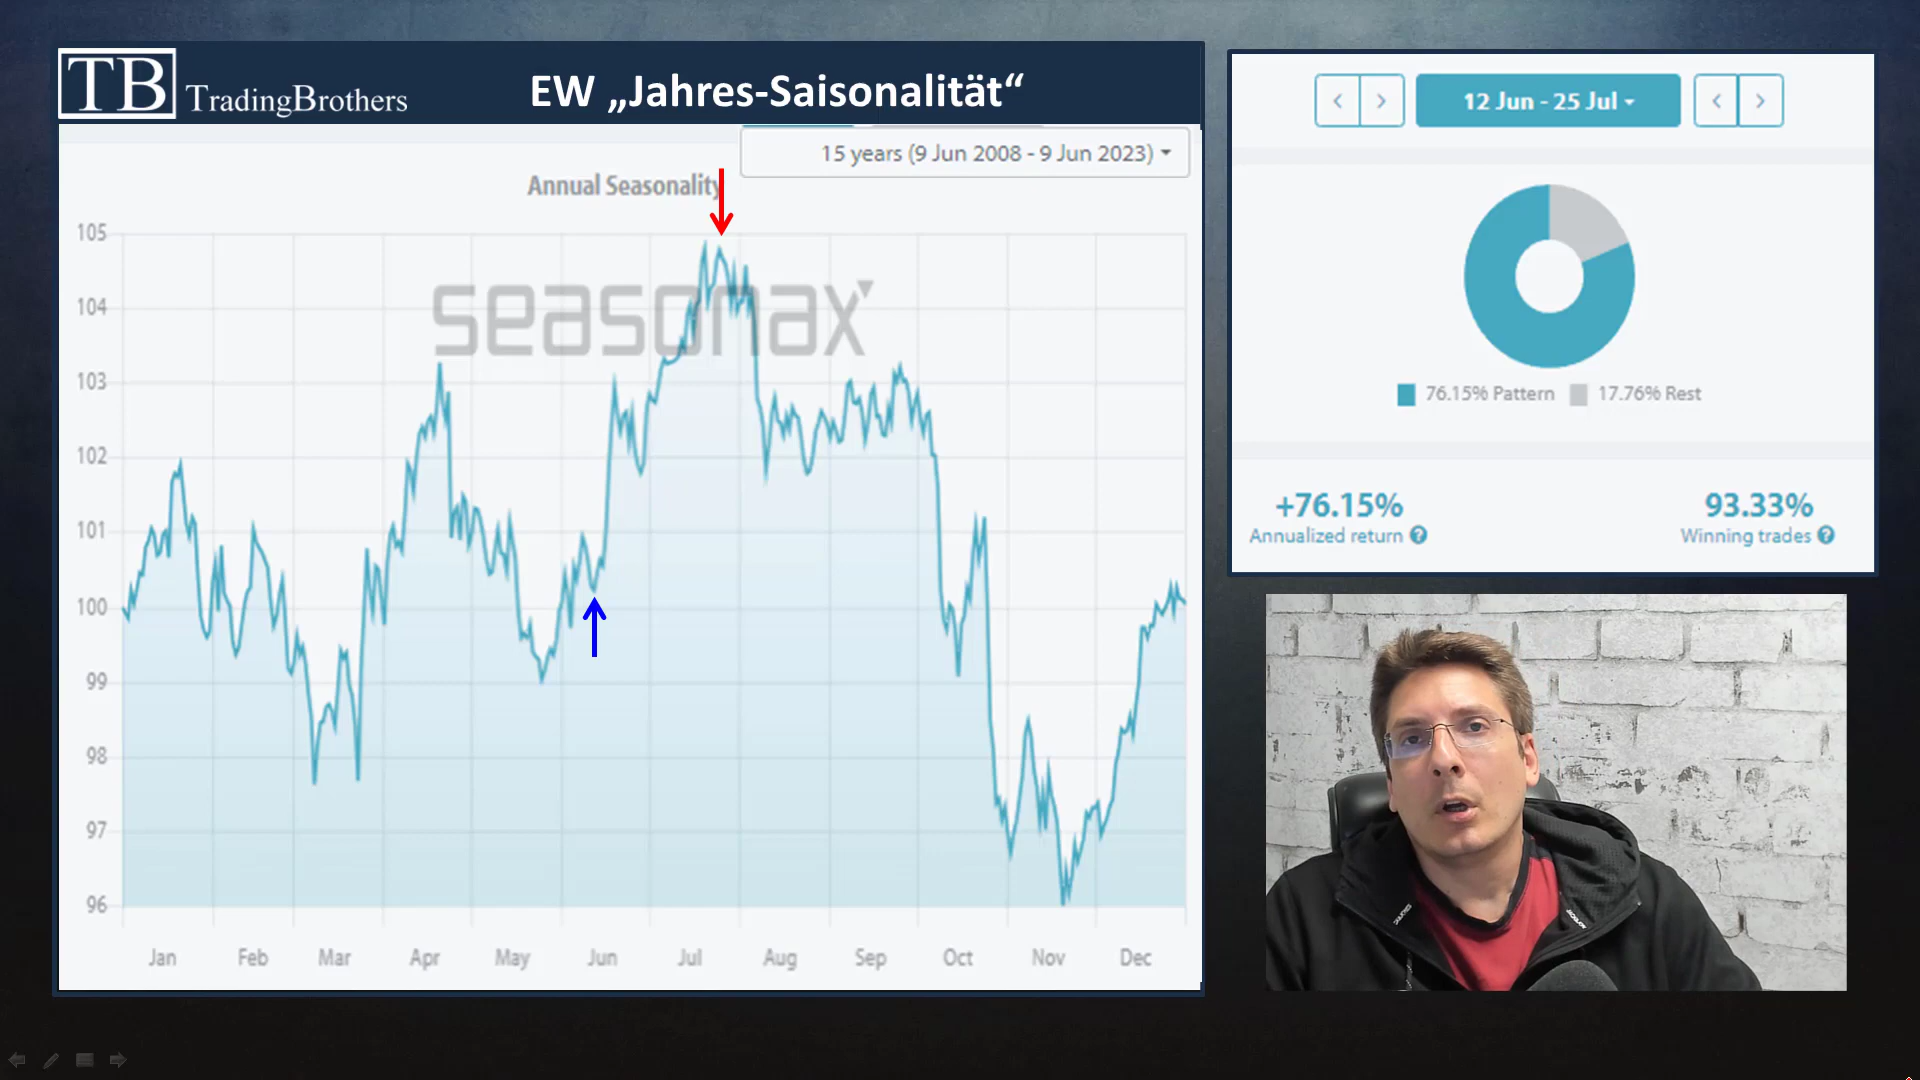 TB TradingBrothers
EW „Jahres-Saisonalität“
15 years (9 Jun 2008 - 9 Jun 2023)
Annual Seasonality
seasonax
105
104
103
102
101
100
99
98
97
96
Jan Feb Mar Apr May Jun Jul Aug Sep Oct Nov Dec
12 Jun - 25 Jul
76.15% Pattern 17.76% Rest
+76.15% 93.33%
Annualized return ? Winning trades ?